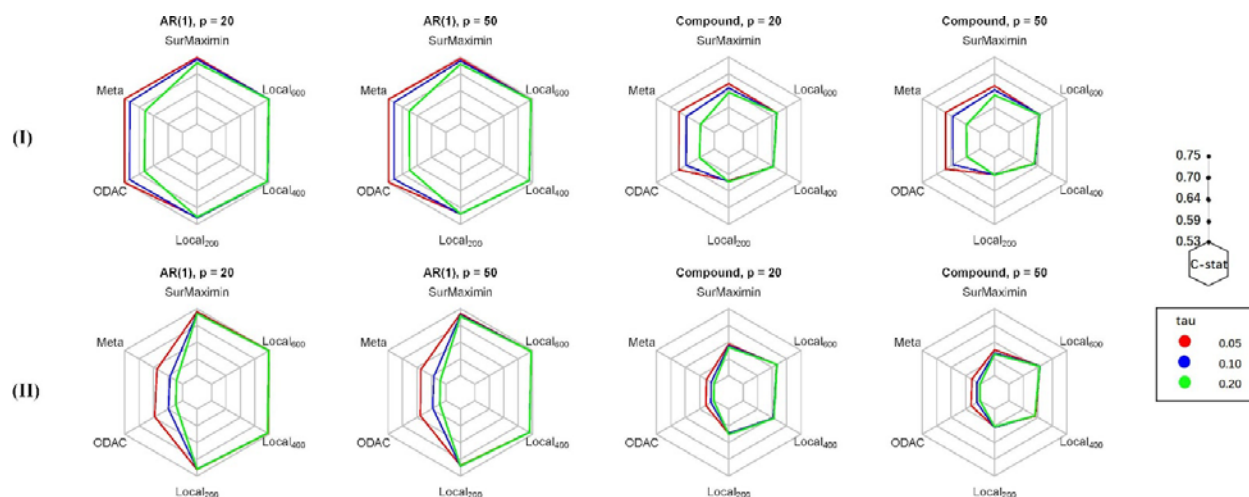 AR(1), p = 20
AR(1), p = 50
Compound, p = 20
Compound, p = 50
SurMaximin
SurMaximin
SurMaximin
SurMaximin
Meta
Local600
Meta
Local600
Meta
Local600
Meta
Local600
(I)
ODAC
Local400
ODAC
Local400
ODAC
Local400
ODAC
Local400
Local200
Local200
Local200
Local200
0.75
0.70
0.64
0.59
0.53
C-stat
AR(1), p = 20
AR(1), p = 50
Compound, p = 20
Compound, p = 50
SurMaximin
SurMaximin
SurMaximin
SurMaximin
Meta
Local600
Meta
Local600
Meta
Local600
Meta
Local600
(II)
ODAC
Local400
ODAC
Local400
ODAC
Local400
ODAC
Local400
Local200
Local200
Local200
Local200
tau
0.05
0.10
0.20